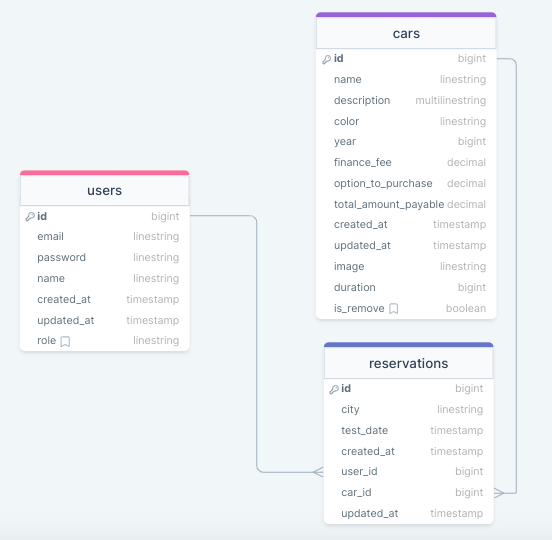 cars
id bigint
name linestring
description multilinestring
color linestring
year bigint
finance_fee decimal
option_to_purchase decimal
total_amount_payable decimal
created_at timestamp
updated_at timestamp
image linestring
duration bigint
is_remove boolean
users
id bigint
email linestring
password linestring
name linestring
created_at timestamp
updated_at timestamp
role linestring
reservations
id bigint
city linestring
test_date timestamp
created_at timestamp
user_id bigint
car_id bigint
updated_at timestamp